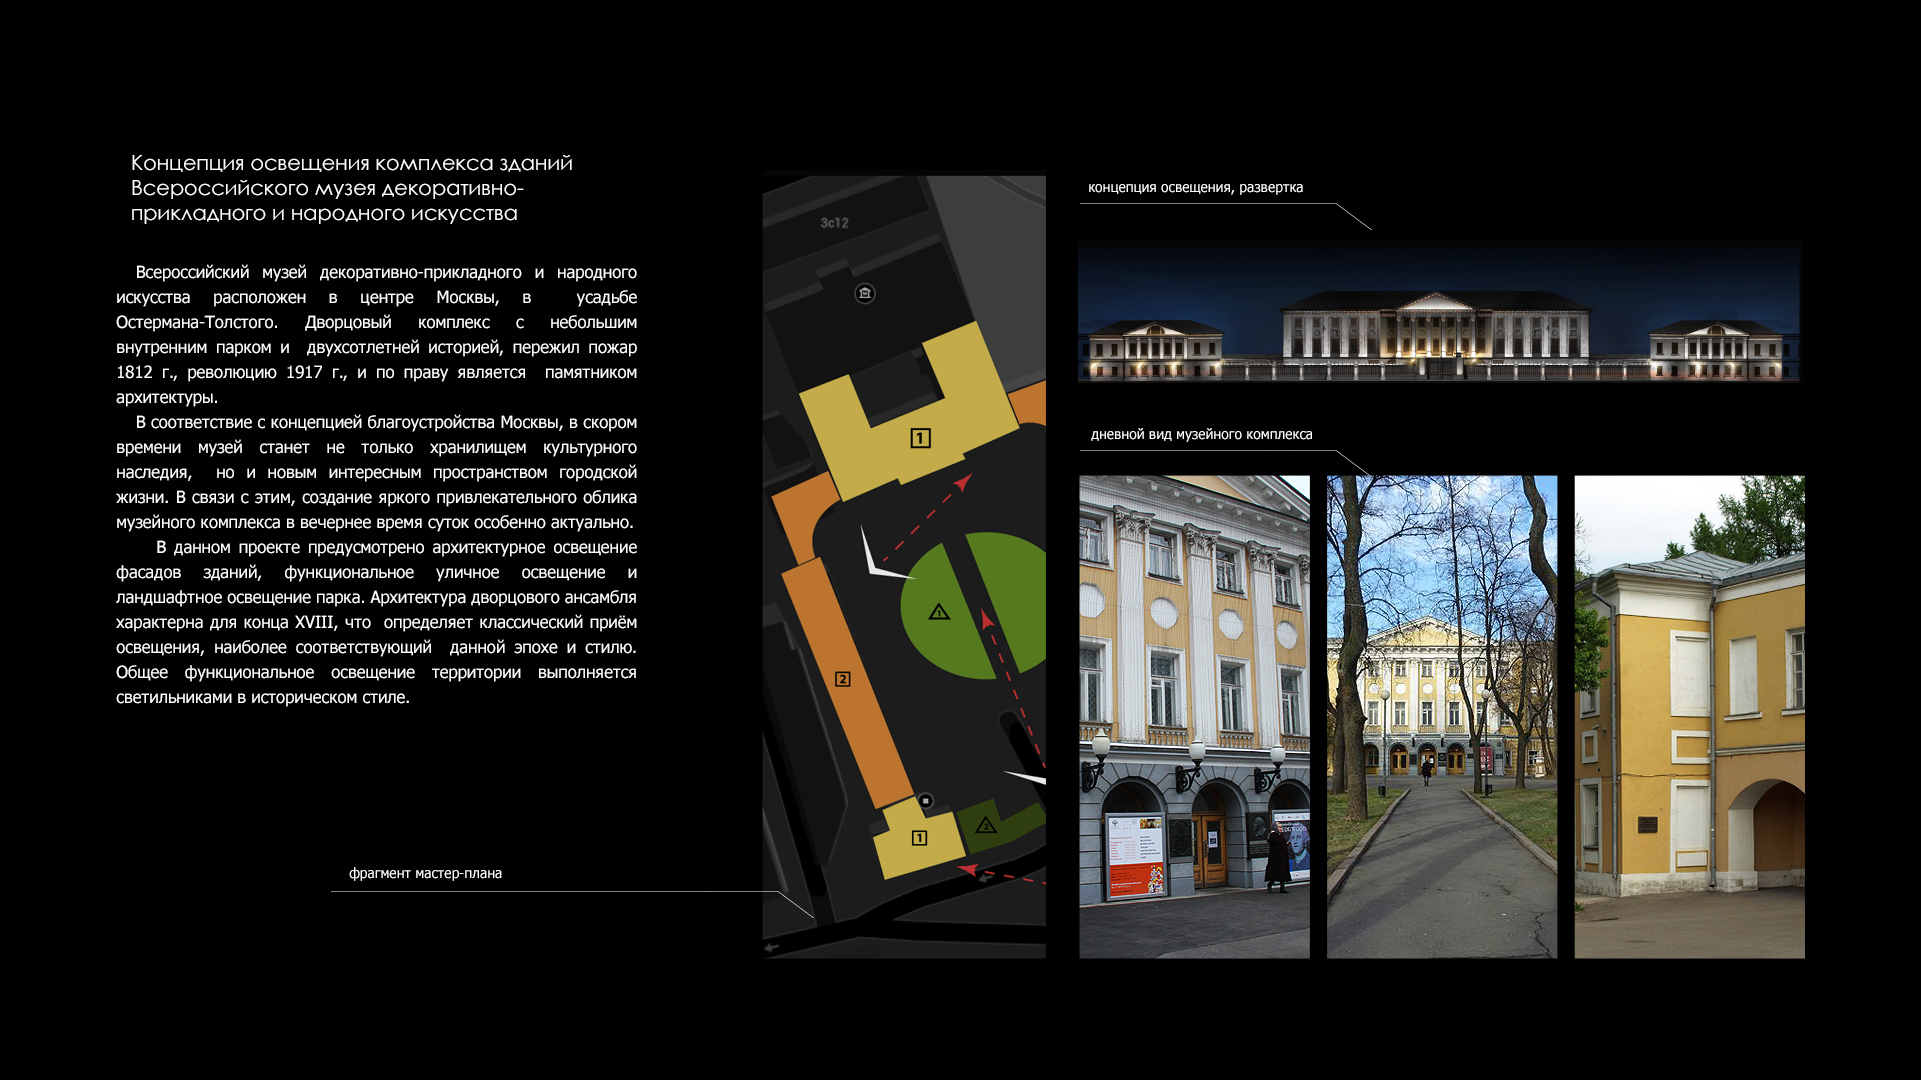 Концепция освещения комплекса зданий
Всероссийского музея декоративно-
прикладного и народного искусства
Всероссийский музей декоративно-прикладного и народного
искусства расположен в центре Москвы, в усадьбе
Остермана-Толстого. Дворцовый комплекс с небольшим
внутренним парком и двухсотлетней историей, пережил пожар
1812 г., революцию 1917 г., и по праву является памятником
архитектуры.
В соответствие с концепцией благоустройства Москвы, в скором
времени музей станет не только хранилищем культурного
наследия, но и новым интересным пространством городской
жизни. В связи с этим, создание яркого привлекательного облика
музейного комплекса в вечернее время суток особенно актуально.
В данном проекте предусмотрено архитектурное освещение
фасадов зданий, функциональное уличное освещение и
ландшафтное освещение парка. Архитектура дворцового ансамбля
характерна для конца XVIII, что определяет классический приём
освещения, наиболее соответствующий данной эпохе и стилю.
Общее функциональное освещение территории выполняется
светильниками в историческом стиле.
фрагмент мастер-плана
3с12
1
1
2
1
2
концепция освещения, развертка
дневной вид музейного комплекса